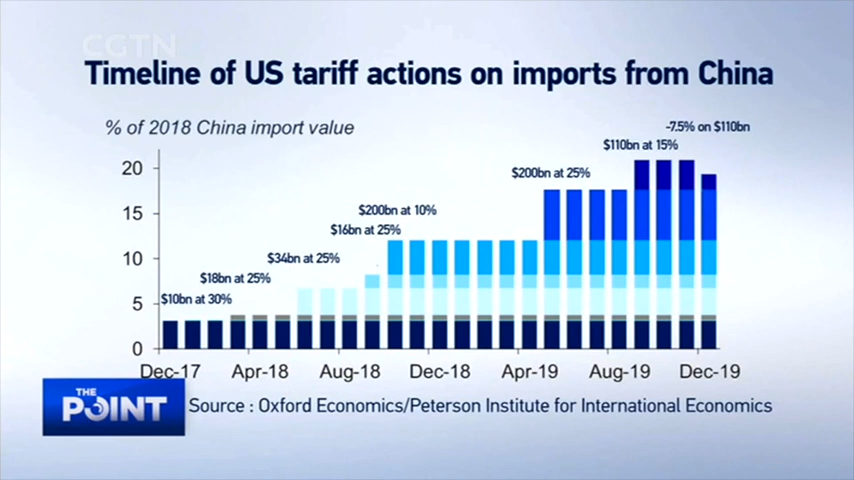 CGTN
Timeline of US tariff actions on imports from China
% of 2018 China import value
-7.5% on $110bn
$110bn at 15%
$200bn at 25%
$200bn at 10%
$16bn at 25%
$34bn at 25%
$18bn at 25%
$10bn at 30%
20
15
10
5
0
Dec-17 Apr-18 Aug-18 Dec-18 Apr-19 Aug-19 Dec-19
THE
POINT
Source : Oxford Economics/Peterson Institute for International Economics